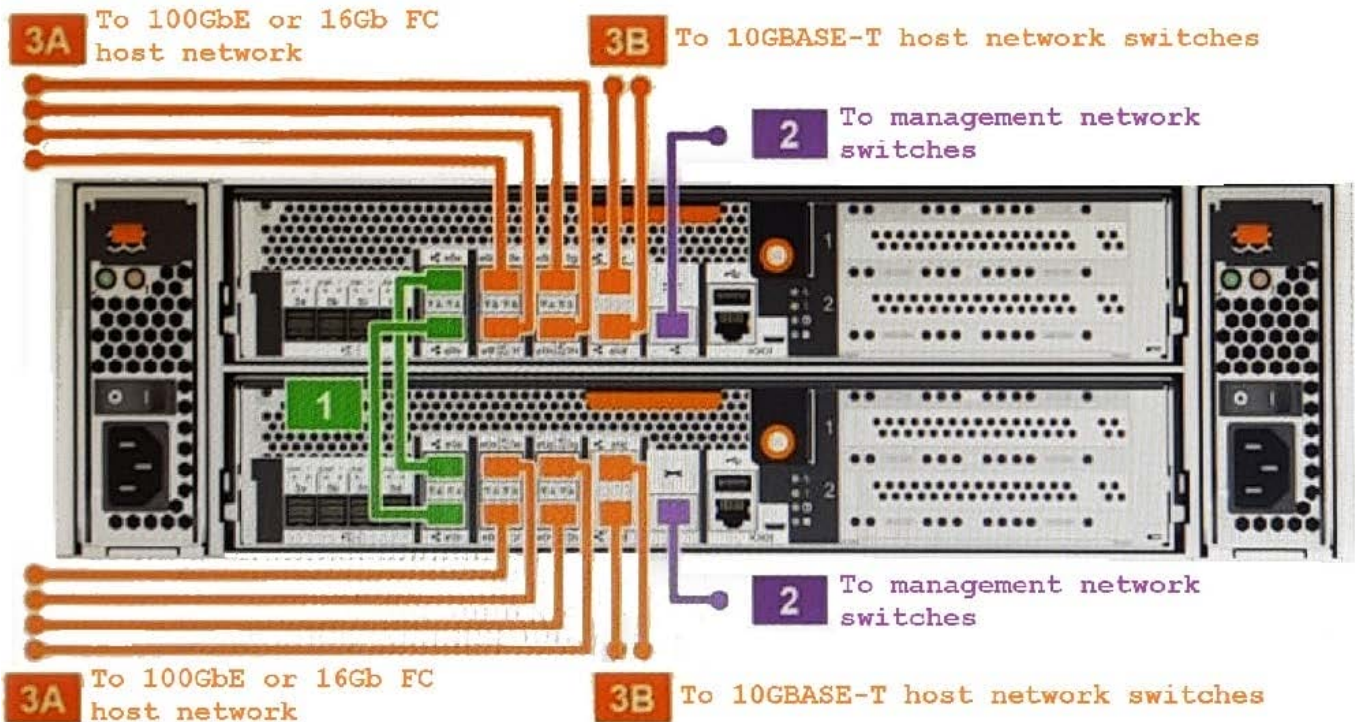 3A To 100GbE or 16Gb FC
host network
3B To 10GBASE-T host network switches
2 To management network
switches
1
2
1
1
2
2 To management network
switches
3A To 100GbE or 16Gb FC
host network
3B To 10GBASE-T host network switches